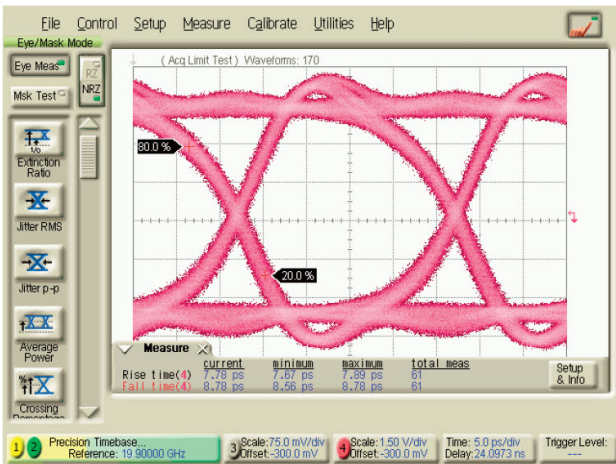 File Control Setup Measure Calibrate Utilities Help
Eye/Mask Mode
Eye Meas
RZ
NRZ
Msk Test
( Acq Limit Test ) Waveforms: 170
80.0 %
20.0 %
Extinction
Ratio
Jitter RMS
Jitter p-p
Average
Power
Crossing
Measure
current minimum maximum total meas
Rise time(4) 7.78 ps 7.67 ps 7.89 ps 61
Fall time(4) 8.78 ps 8.56 ps 8.78 ps 61
Setup
& Info
1 2 Precision Timebase...
Reference: 19.90000 GHz
3 Scale:75.0 mV/div
Offset:-300.0 mV
4 Scale:1.50 V/div
Offset:-300.0 mV
Time: 5.0 ps/div
Delay:24.0973 ns
Trigger Level:
---